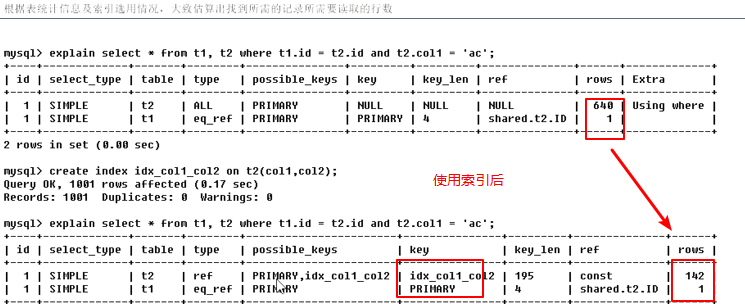 根据表统计信息及索引选用情况，大致估算出找到所需的记录所需要读取的行数
mysql> explain select * from t1, t2 where t1.id = t2.id and t2.col1 = 'ac';
+----+-------------+-------+--------+---------------+---------+---------+--------------+------+-------------+
| id | select_type | table | type | possible_keys | key | key_len | ref | rows | Extra |
+----+-------------+-------+--------+---------------+---------+---------+--------------+------+-------------+
| 1 | SIMPLE | t2 | ALL | PRIMARY | NULL | NULL | NULL | 640 | Using where |
| 1 | SIMPLE | t1 | eq_ref | PRIMARY | PRIMARY | 4 | shared.t2.ID | 1 | |
+----+-------------+-------+--------+---------------+---------+---------+--------------+------+-------------+
2 rows in set (0.00 sec)
mysql> create index idx_col1_col2 on t2(col1,col2);
Query OK, 1001 rows affected (0.17 sec)
使用索引后
Records: 1001 Duplicates: 0 Warnings: 0
mysql> explain select * from t1, t2 where t1.id = t2.id and t2.col1 = 'ac';
+----+-------------+-------+--------+-----------------------+---------------+---------+--------------+------+
| id | select_type | table | type | possible_keys | key | key_len | ref | rows |
+----+-------------+-------+--------+-----------------------+---------------+---------+--------------+------+
| 1 | SIMPLE | t2 | ref | PRIMARY,idx_col1_col2 | idx_col1_col2 | 195 | const | 142 |
| 1 | SIMPLE | t1 | eq_ref | PRIMARY | PRIMARY | 4 | shared.t2.ID | 1 |
+----+-------------+-------+--------+-----------------------+---------------+---------+--------------+------+